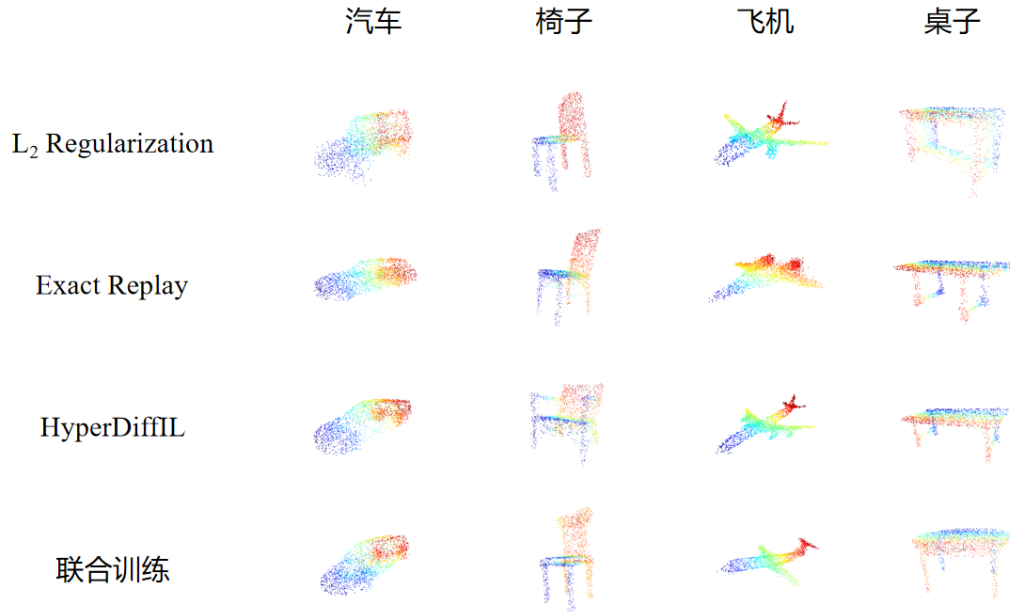 汽车 椅子 飞机 桌子
L₂ Regularization
Exact Replay
HyperDiffIL
联合训练